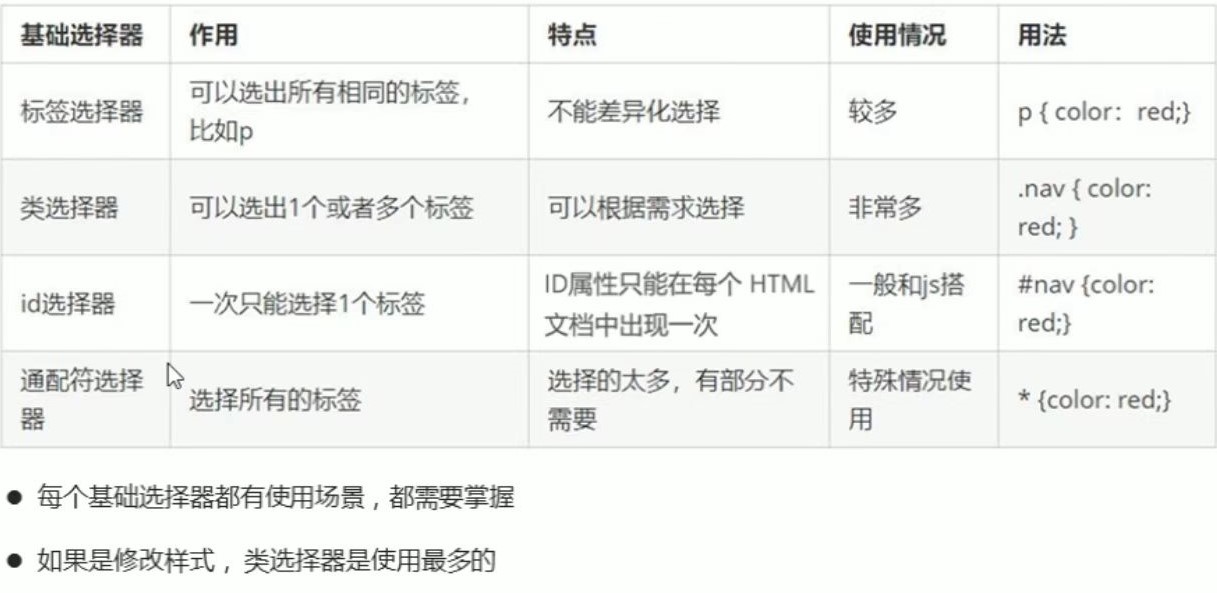 基础选择器 作用 特点 使用情况 用法
标签选择器 可以选出所有相同的标签，
比如p 不能差异化选择 较多 p { color：red;}
类选择器 可以选出1个或者多个标签 可以根据需求选择 非常多 .nav { color:
red; }
id选择器 一次只能选择1个标签 ID属性只能在每个 HTML
文档中出现一次 一般和js搭
配 #nav {color:
red;}
通配符选择
器 选择所有的标签 选择的太多，有部分不
需要 特殊情况使
用 * {color: red;}
● 每个基础选择器都有使用场景，都需要掌握
● 如果是修改样式，类选择器是使用最多的